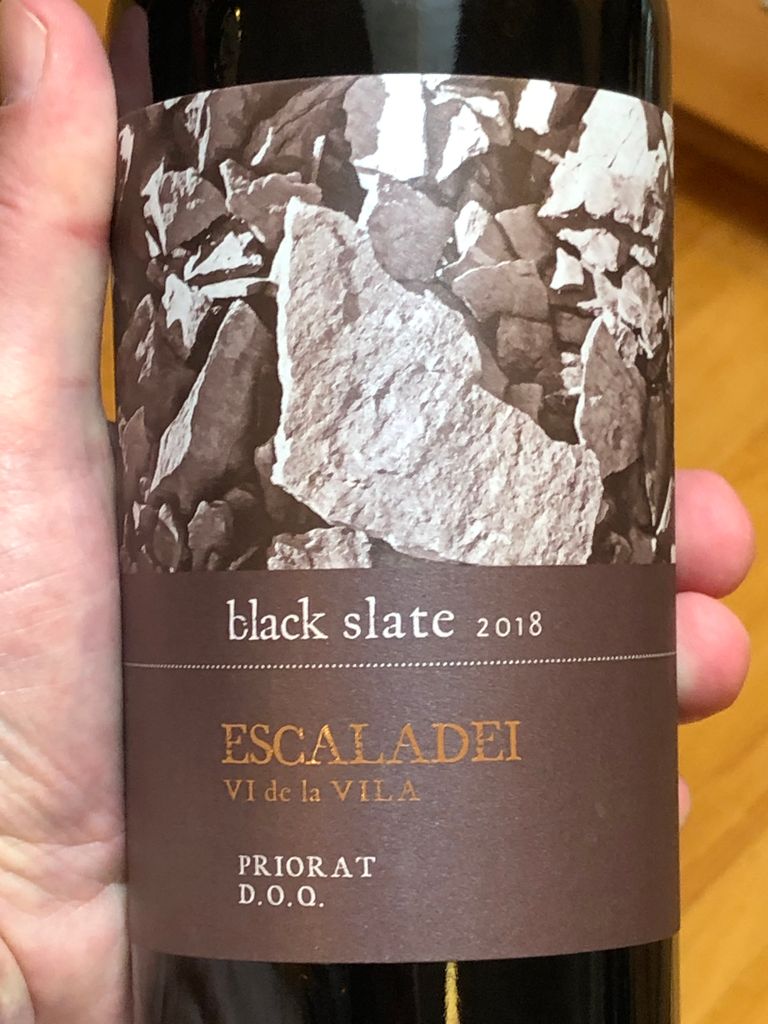 black slate 2018
ESCALADEI
VI de la VILA
PRIORAT
D.O.Q.